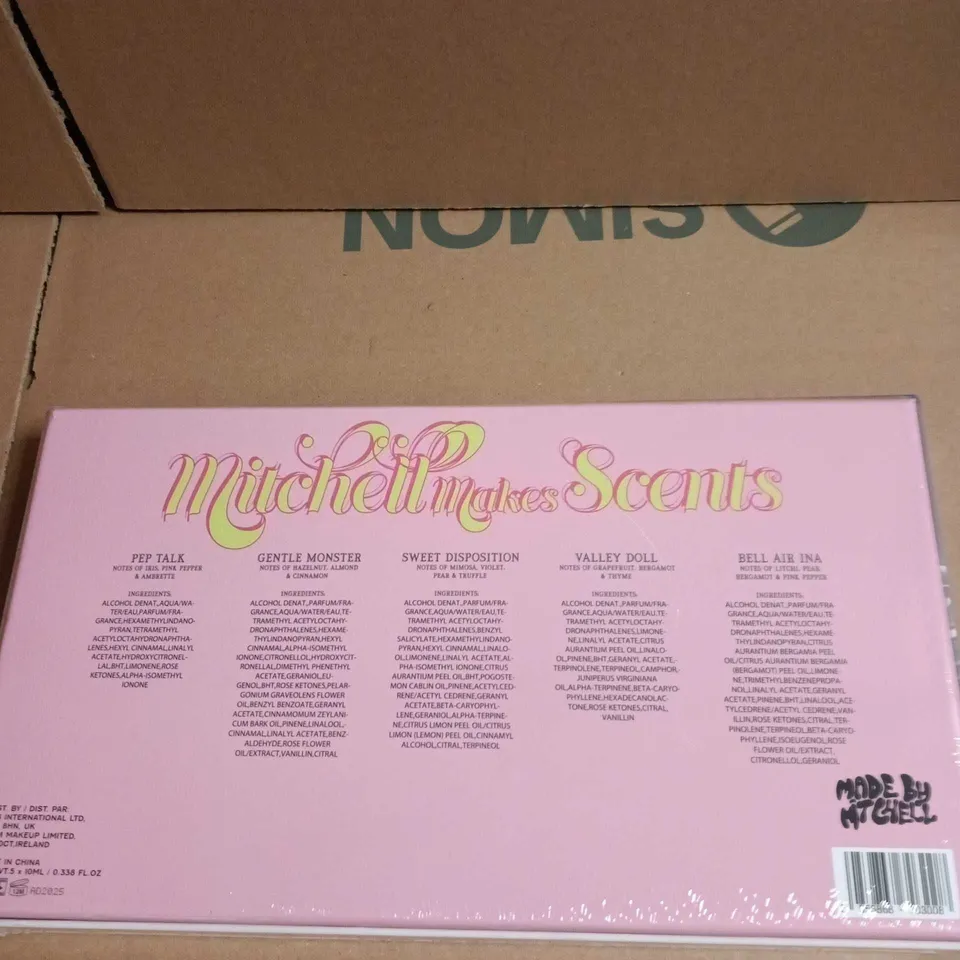 SIMON
Mitchell Makes Scents
PEP TALK
NOTES OF IRIS, PINK PEPPER
& AMBRETTE
INGREDIENTS:
ALCOHOL DENAT.,AQUA/WA-
TER/EAU,PARFUM/FRA-
GRANCE,HEXAMETHYLINDANO-
PYRAN,TETRAMETHYL
ACETYLOCTAHYDRONAPHTHA-
LENES,HEXYL CINNAMAL,LINALYL
ACETATE,HYDROXYCITRONEL-
LAL,BHT,LIMONENE,ROSE
KETONES,ALPHA-ISOMETHYL
IONONE
GENTLE MONSTER
NOTES OF HAZELNUT, ALMOND
& CINNAMON
INGREDIENTS:
ALCOHOL DENAT.,PARFUM/FRA-
GRANCE,AQUA/WATER/EAU,TE-
TRAMETHYL ACETYLOCTAHY-
DRONAPHTHALENES,HEXAME-
THYLINDANOPYRAN,HEXYL
CINNAMAL,ALPHA-ISOMETHYL
IONONE,CITRONELLOL,HYDROXYCIT-
RONELLAL,DIMETHYL PHENETHYL
ACETATE,GERANIOL,EU-
GENOL,BHT,ROSE KETONES,PELAR-
GONIUM GRAVEOLENS FLOWER
OIL,BENZYL BENZOATE,GERANYL
ACETATE,CINNAMOMUM ZEYLANI-
CUM BARK OIL,PINENE,LINALOOL,
CINNAMAL,LINALYL ACETATE,BENZ-
ALDEHYDE,ROSE FLOWER
OIL/EXTRACT,VANILLIN,CITRAL
SWEET DISPOSITION
NOTES OF MIMOSA, VIOLET,
PEAR & TRUFFLE
INGREDIENTS:
ALCOHOL DENAT.,PARFUM/FRA-
GRANCE,AQUA/WATER/EAU,TE-
TRAMETHYL ACETYLOCTAHY-
DRONAPHTHALENES,BENZYL
SALICYLATE,HEXAMETHYLINDANO-
PYRAN,HEXYL CINNAMAL,LINALO-
OL,LIMONENE,LINALYL ACETATE,AL-
PHA-ISOMETHYL IONONE,CITRUS
AURANTIUM PEEL OIL,BHT,POGOSTE-
MON CABLIN OIL,PINENE,ACETYLCED-
RENE/ACETYL CEDRENE,GERANYL
ACETATE,BETA-CARYOPHYL-
LENE,GERANIOL,ALPHA-TERPINE-
NE,CITRUS LIMON PEEL OIL/CITRUS
LIMON (LEMON) PEEL OIL,CINNAMYL
ALCOHOL,CITRAL,TERPINEOL
VALLEY DOLL
NOTES OF GRAPEFRUIT, BERGAMOT
& THYME
INGREDIENTS:
ALCOHOL DENAT.,PARFUM/FRA-
GRANCE,AQUA/WATER/EAU,TE-
TRAMETHYL ACETYLOCTAHY-
DRONAPHTHALENES,LIMONE-
NE,LINALYL ACETATE,CITRUS
AURANTIUM PEEL OIL,LINALO-
OL,PINENE,BHT,GERANYL ACETATE,
TERPINOLENE,TERPINEOL,CAMPHOR,
JUNIPERUS VIRGINIANA
OIL,ALPHA-TERPINENE,BETA-CARYO-
PHYLLENE,HEXADECANOLAC-
TONE,ROSE KETONES,CITRAL,
VANILLIN
BELL AIR INA
NOTES OF LITCHI, PEAR,
BERGAMOT & PINK PEPPER
INGREDIENTS:
ALCOHOL DENAT.,PARFUM/FRA-
GRANCE,AQUA/WATER/EAU,TE-
TRAMETHYL ACETYLOCTAHY-
DRONAPHTHALENES,HEXAME-
THYLINDANOPYRAN,CITRUS
AURANTIUM BERGAMIA PEEL
OIL/CITRUS AURANTIUM BERGAMIA
(BERGAMOT) PEEL OIL,LIMONE-
NE,TRIMETHYLBENZENEPROPA-
NOL,LINALYL ACETATE,GERANYL
ACETATE,PINENE,BHT,LINALOOL,ACE-
TYLCEDRENE/ACETYL CEDRENE,VAN-
ILLIN,ROSE KETONES,CITRAL,TER-
PINOLENE,TERPINEOL,BETA-CARYO-
PHYLLENE,ISOEUGENOL,ROSE
FLOWER OIL/EXTRACT,
CITRONELLOL,GERANIOL
MADE BY
MITCHELL
ST. BY / DIST. PAR:
INTERNATIONAL LTD,
8HN, UK
M MAKEUP LIMITED,
OCT,IRELAND
IN CHINA
WT.5 x 10ML / 0.338 FL.OZ
12M AD2025